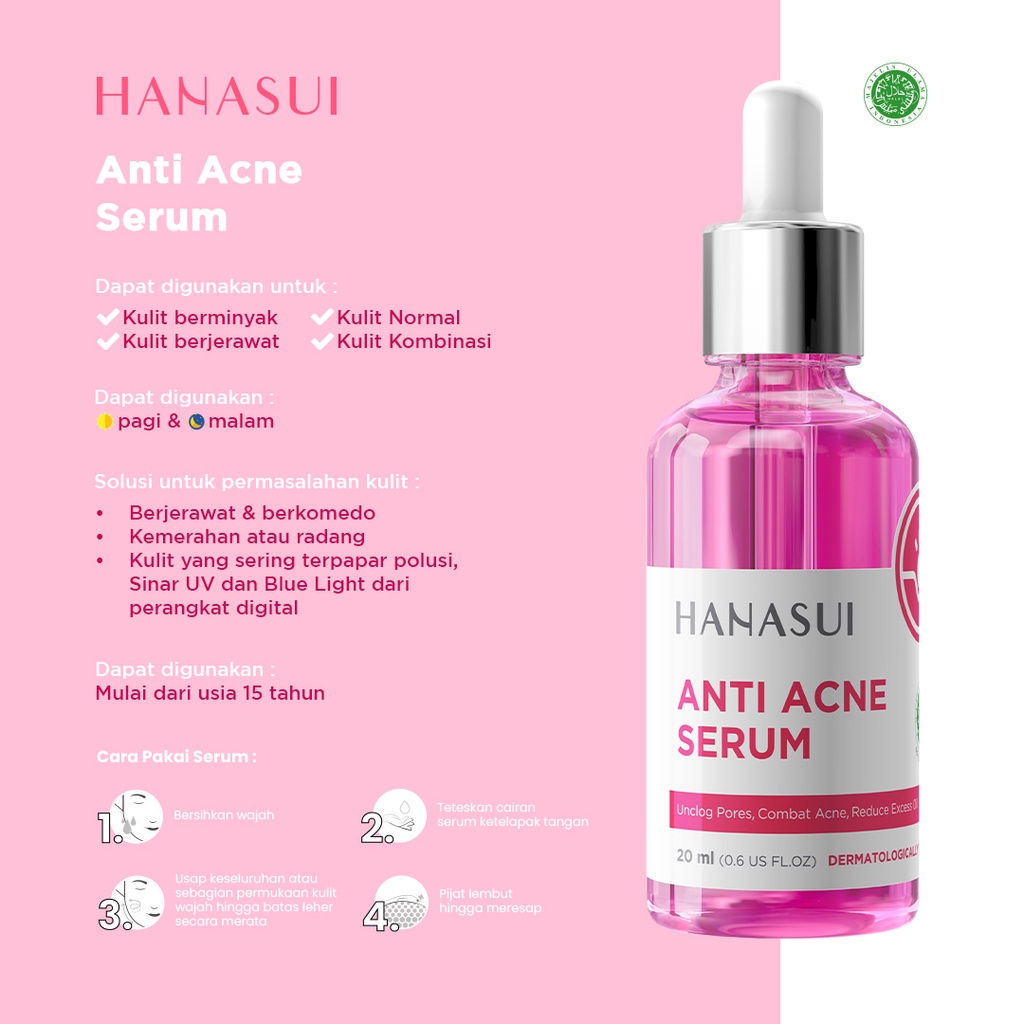 HANASUI
Anti Acne
Serum
Dapat digunakan untuk :
Kulit berminyak
Kulit Normal
Kulit berjerawat
Kulit Kombinasi
Dapat digunakan :
pagi & malam
Solusi untuk permasalahan kulit :
• Berjerawat & berkomedo
• Kemerahan atau radang
• Kulit yang sering terpapar polusi,
Sinar UV dan Blue Light dari
perangkat digital
Dapat digunakan :
Mulai dari usia 15 tahun
Cara Pakai Serum :
1.
Bersihkan wajah
2.
Teteskan cairan
serum ketelapak tangan
3.
Usap keseluruhan atau
sebagian permukaan kulit
wajah hingga batas leher
secara merata
4.
Pijat lembut
hingga meresap
MAJELIS ULAMA
INDONESIA
حلال
HANASUI
ANTI ACNE
SERUM
Unclog Pores, Combat Acne, Reduce Excess Oil
20 ml (0.6 US FL.OZ) DERMATOLOGICALLY